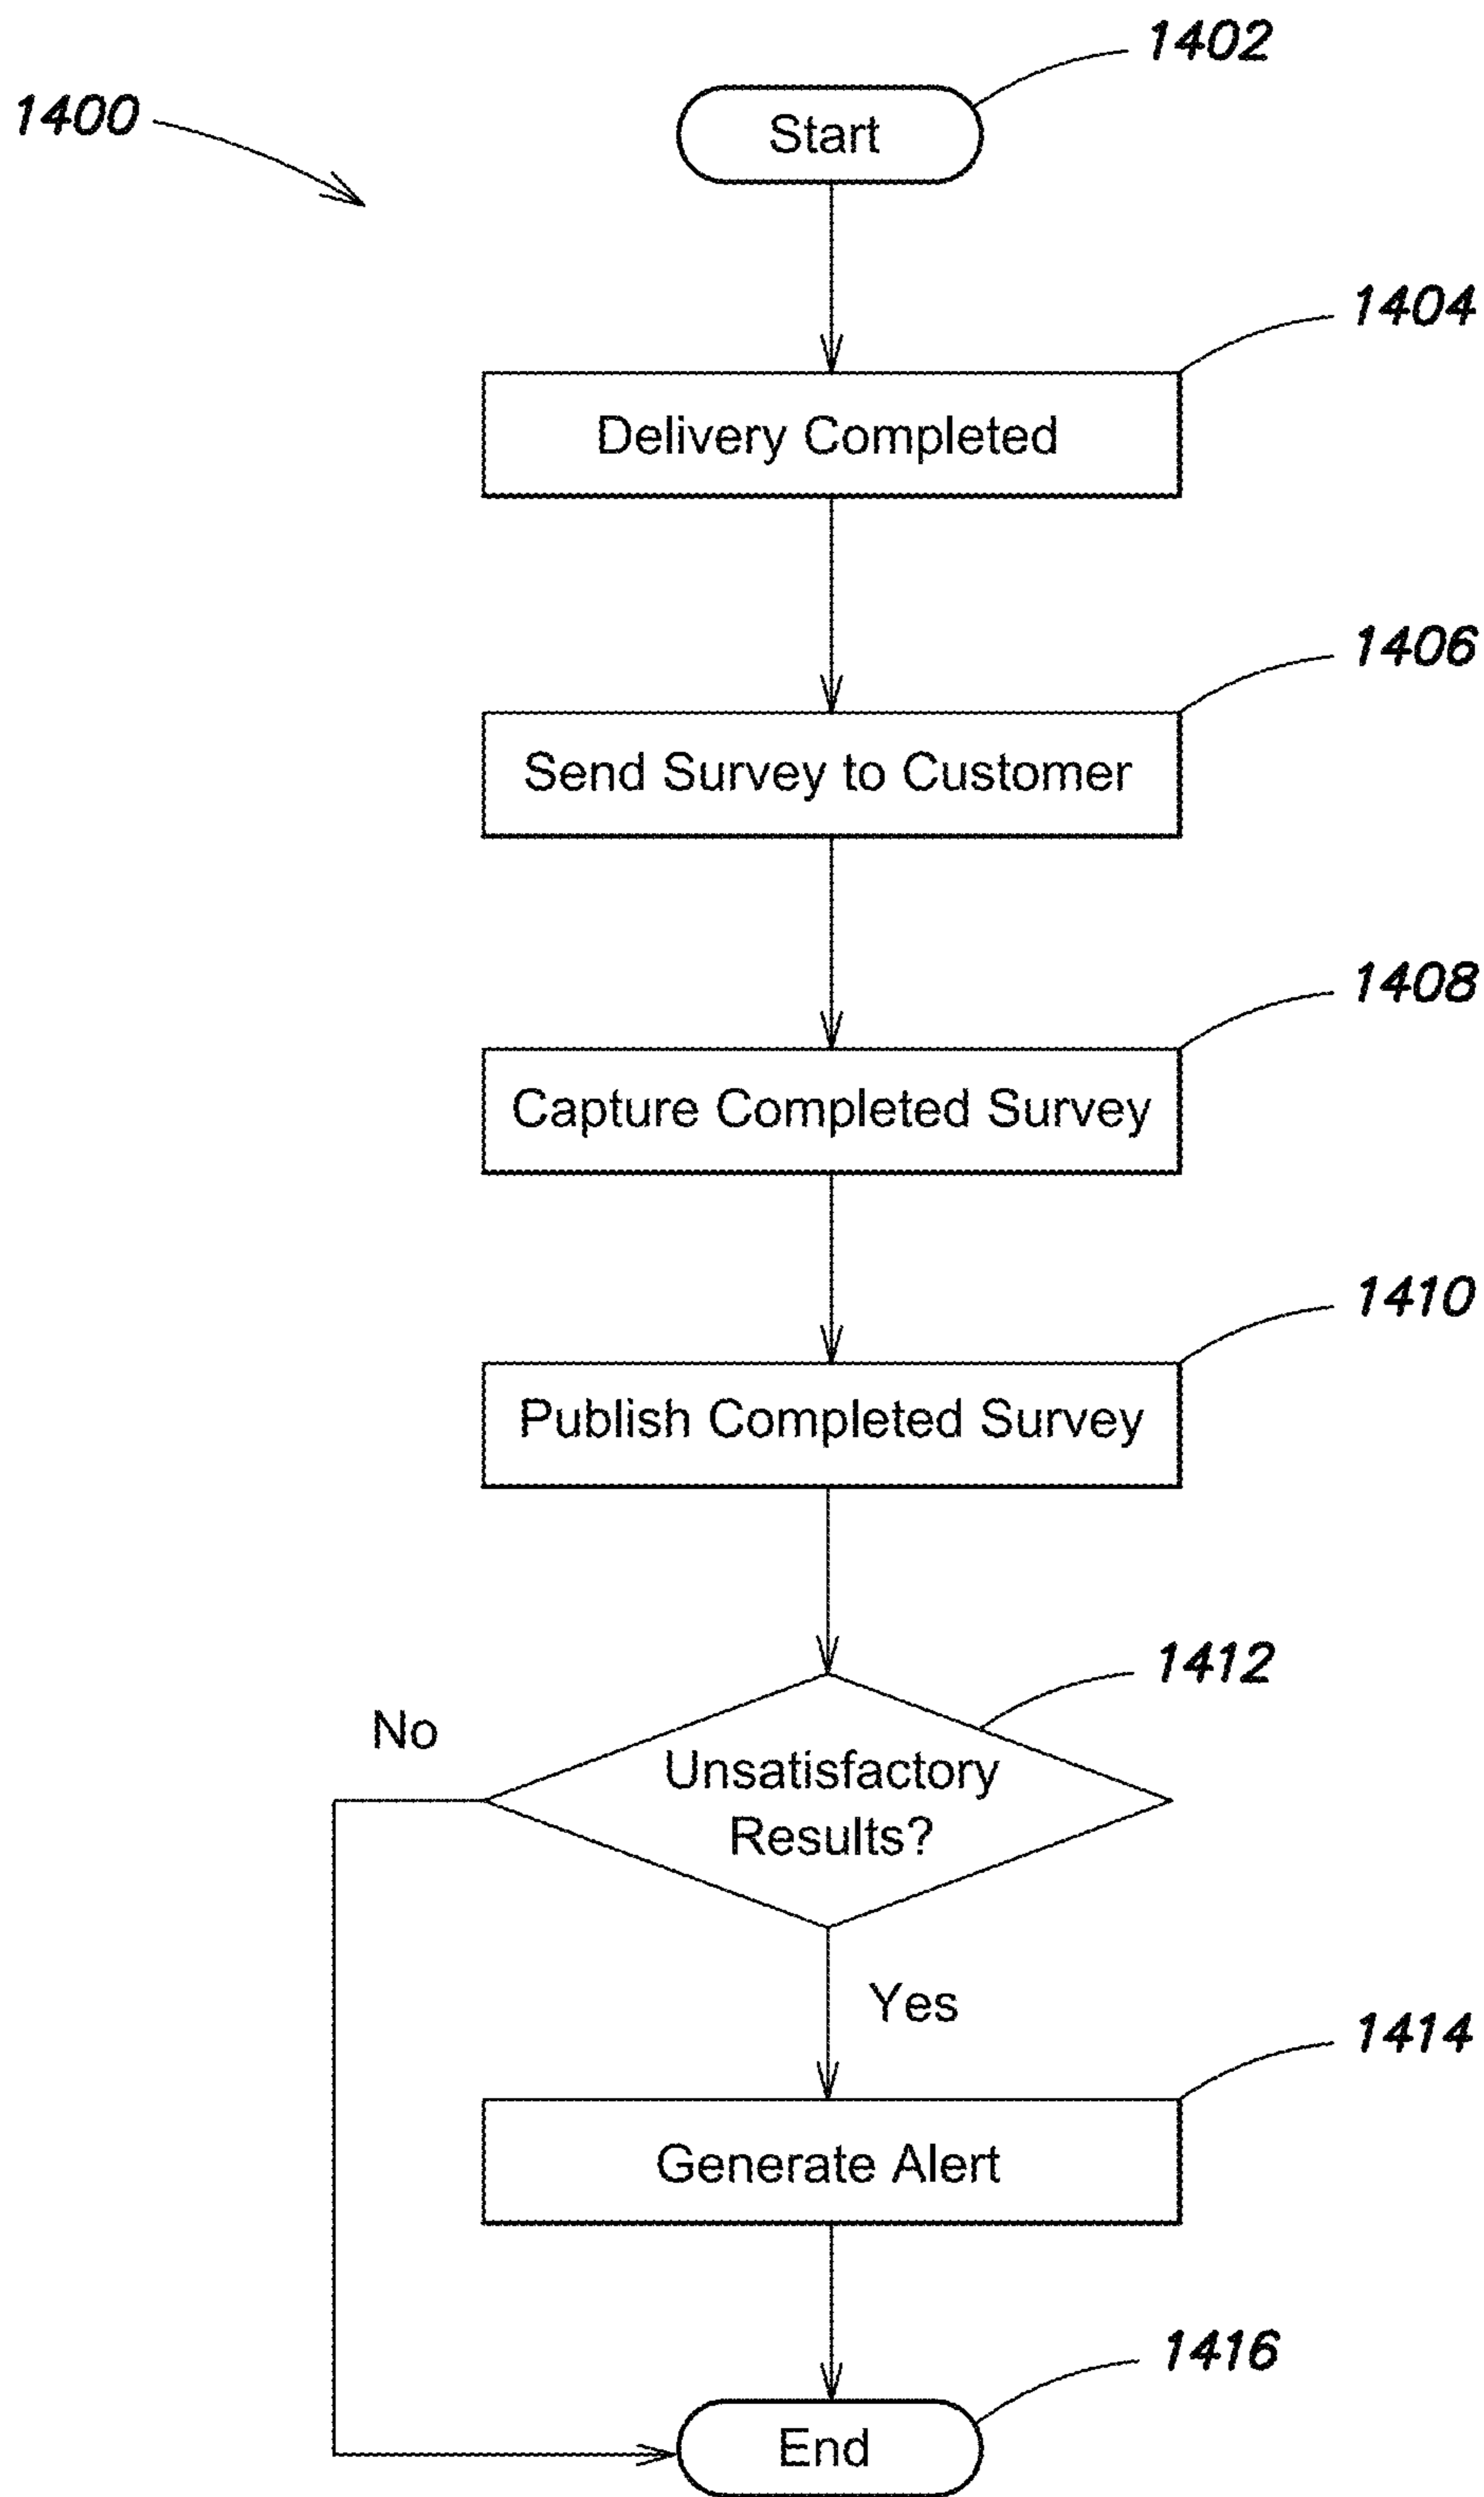 1402
1400
Start
1404
Delivery Completed
1406
Send Survey to Customer
1408
Capture Completed Survey
1410
Publish Completed Survey
1412
No
Unsatisfactory
Results?
Yes
1414
Generate Alert
1416
End